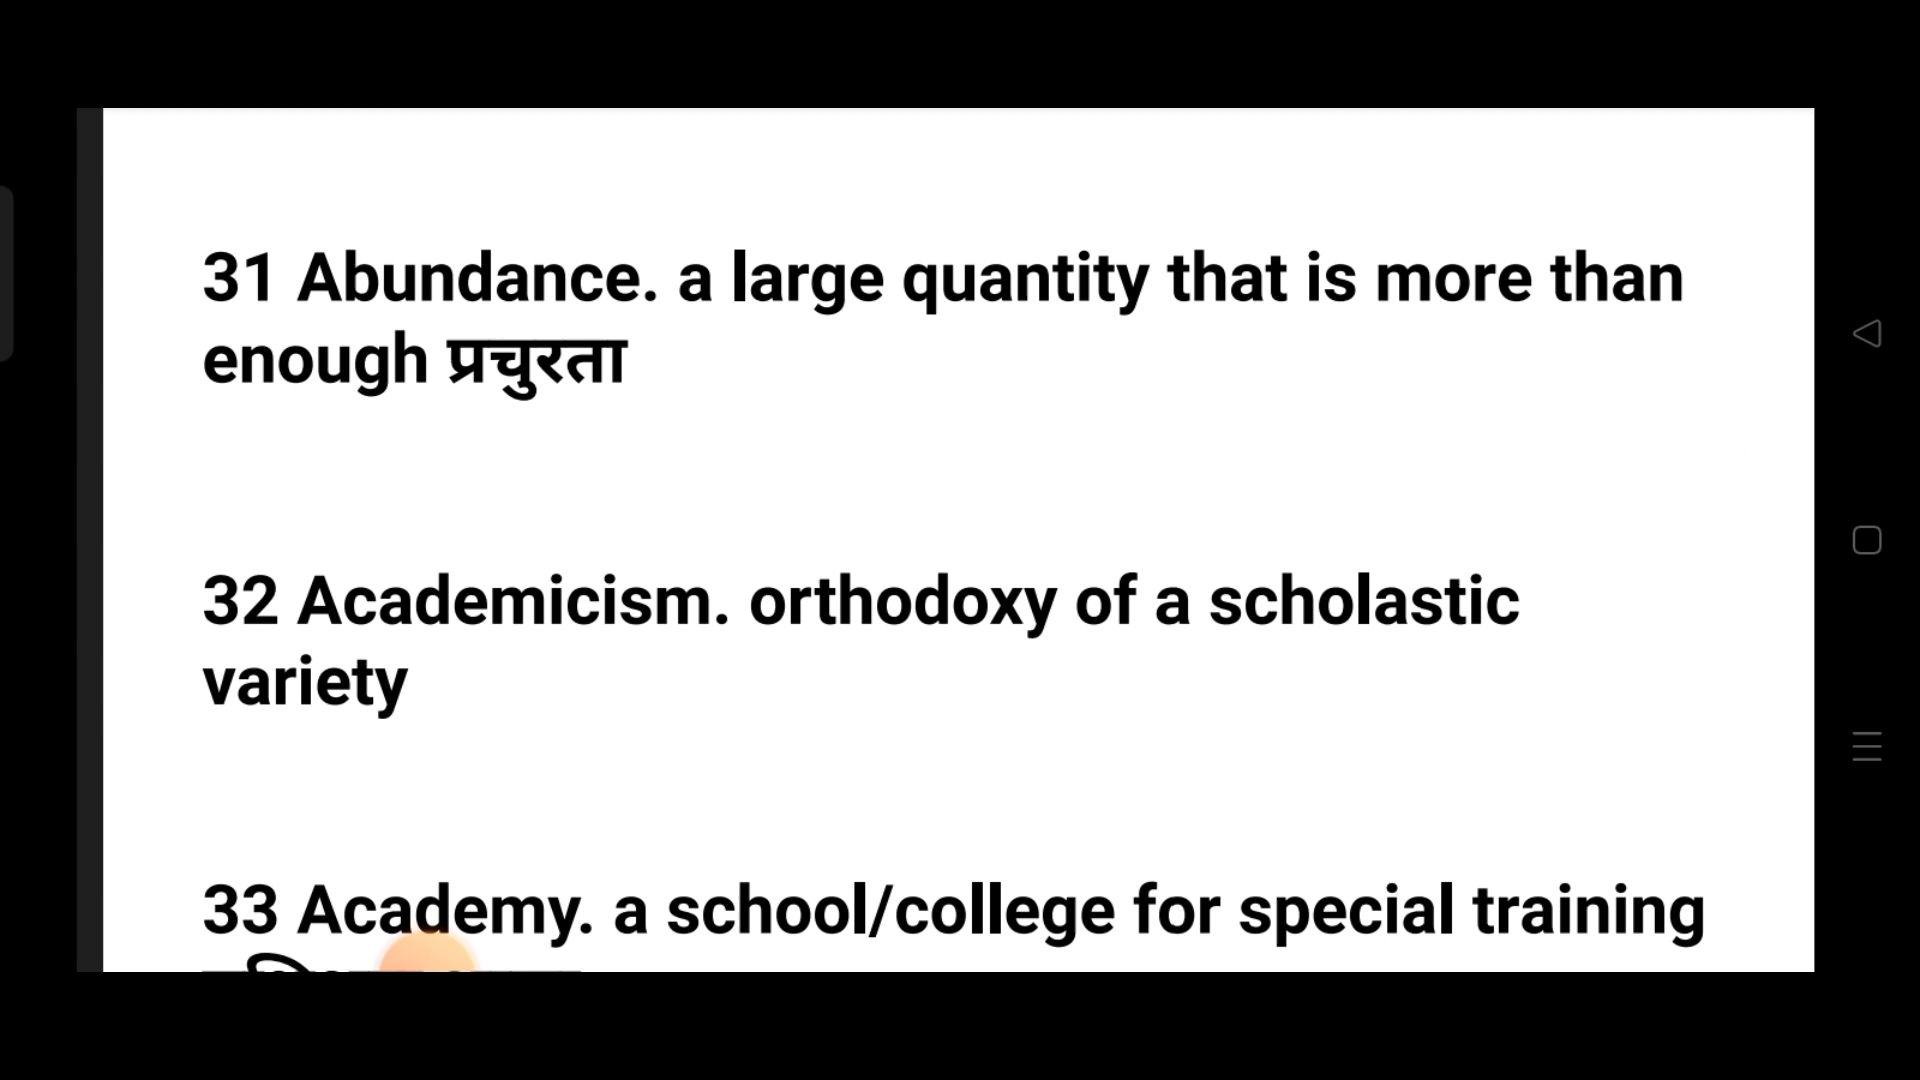 31 Abundance. a large quantity that is more than
enough प्रचुरता
32 Academicism. orthodoxy of a scholastic
variety
33 Academy. a school/college for special training